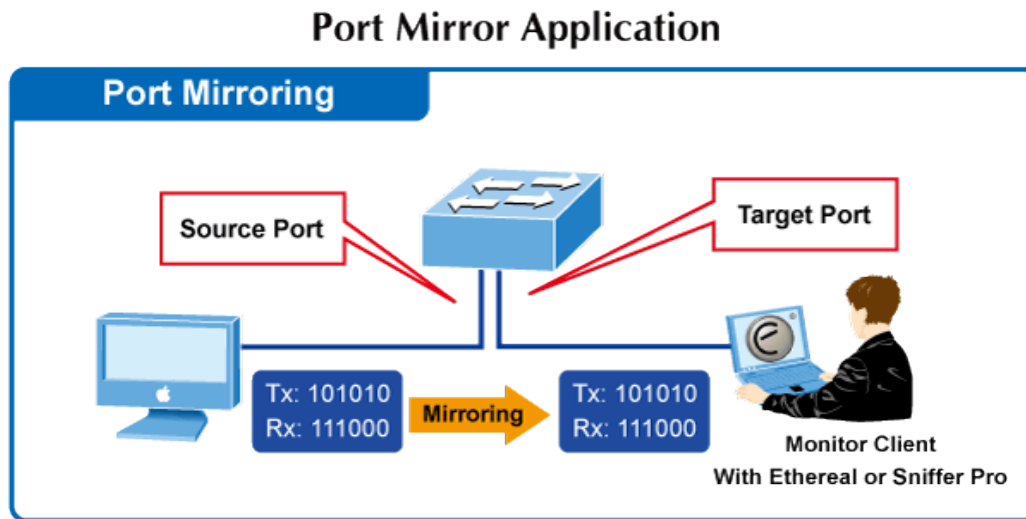 Port Mirror Application
Port Mirroring
Source Port
Target Port
Tx: 101010
Rx: 111000
Mirroring
Tx: 101010
Rx: 111000
e
Monitor Client
With Ethereal or Sniffer Pro